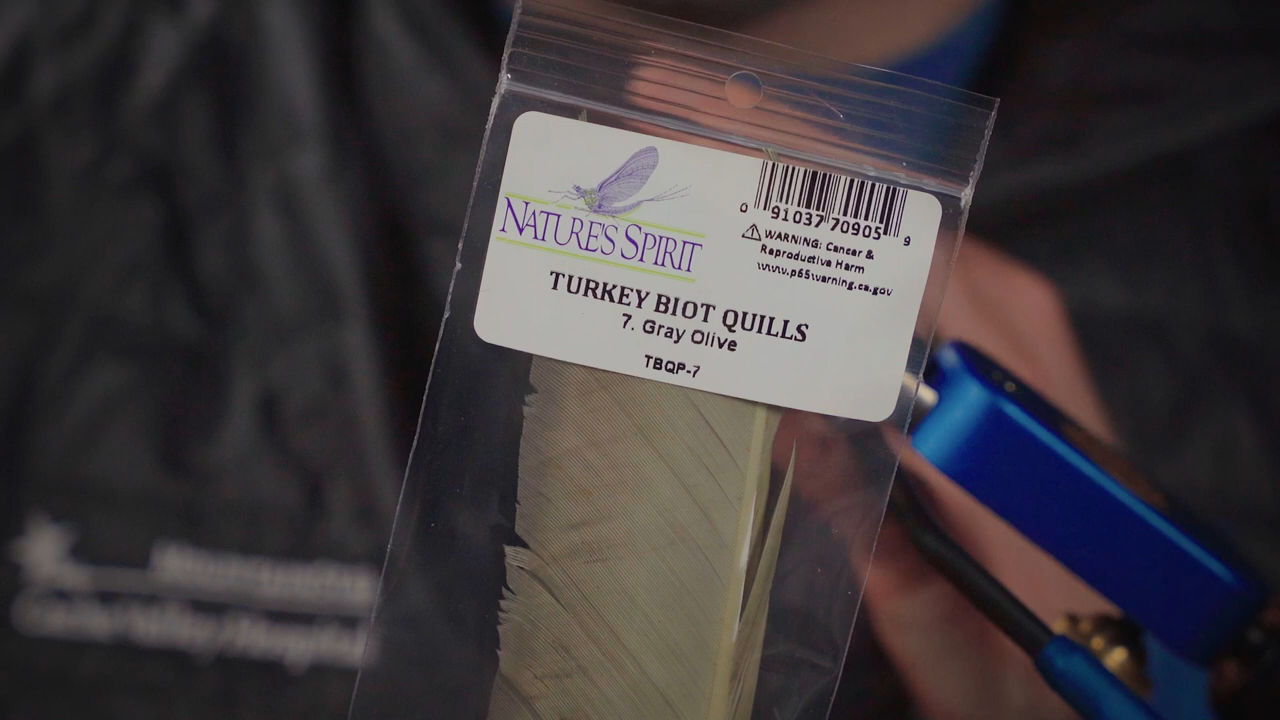 NATURE'S SPIRIT
0 91037 70905 9
⚠ WARNING: Cancer &
Reproductive Harm
www.p65warning.ca.gov
TURKEY BIOT QUILLS
7. Gray Olive
TBQP-7